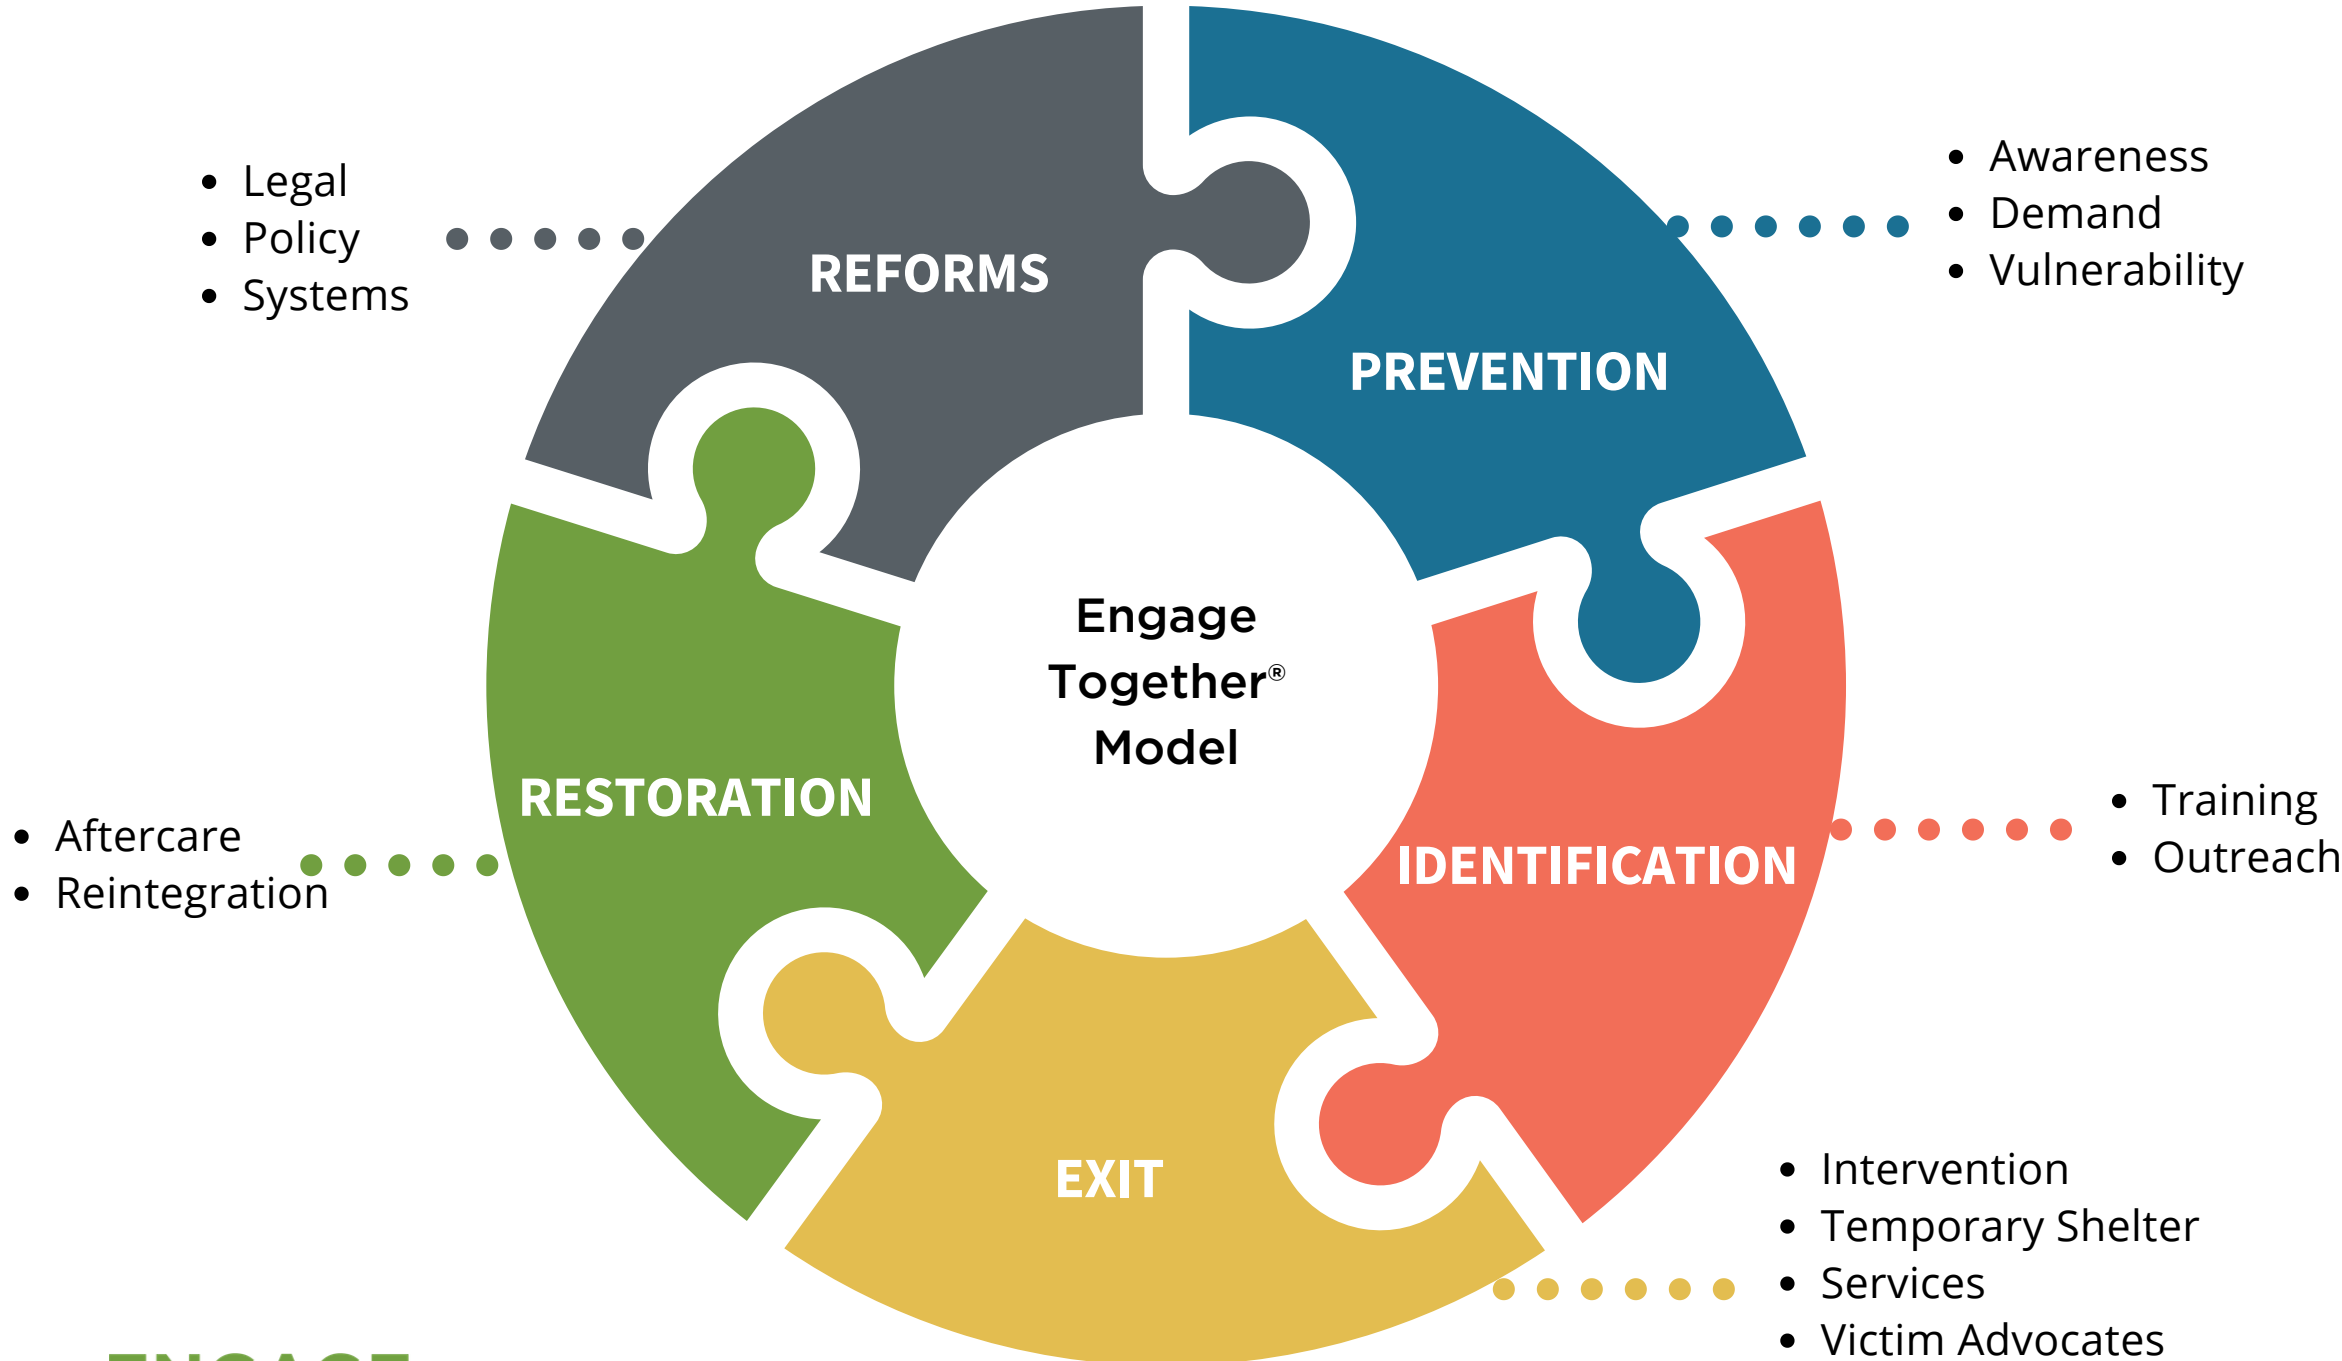 REFORMS
• Legal
• Policy
• Systems
PREVENTION
• Awareness
• Demand
• Vulnerability
Engage
Together®
Model
RESTORATION
• Aftercare
• Reintegration
IDENTIFICATION
• Training
• Outreach
EXIT
• Intervention
• Temporary Shelter
• Services
• Victim Advocates
ENGAGE